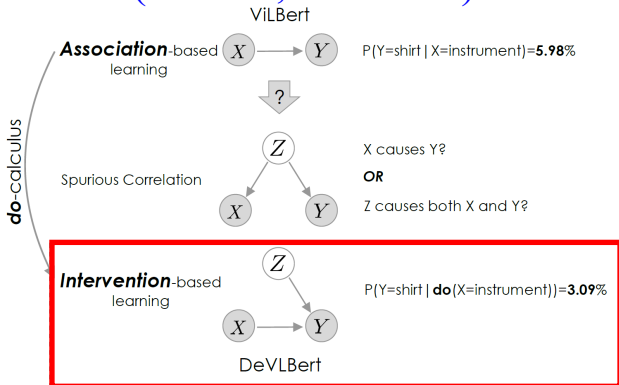 ViLBert
Association-based
learning
X
Y
P(Y=shirt|X=instrument)=5.98%
?
Z
X causes Y?
Spurious Correlation
OR
X
Y
Z causes both X and Y?
do-calculus
Z
Intervention-based
learning
P(Y=shirt|do(X=instrument))=3.09%
X
Y
DeVLBert